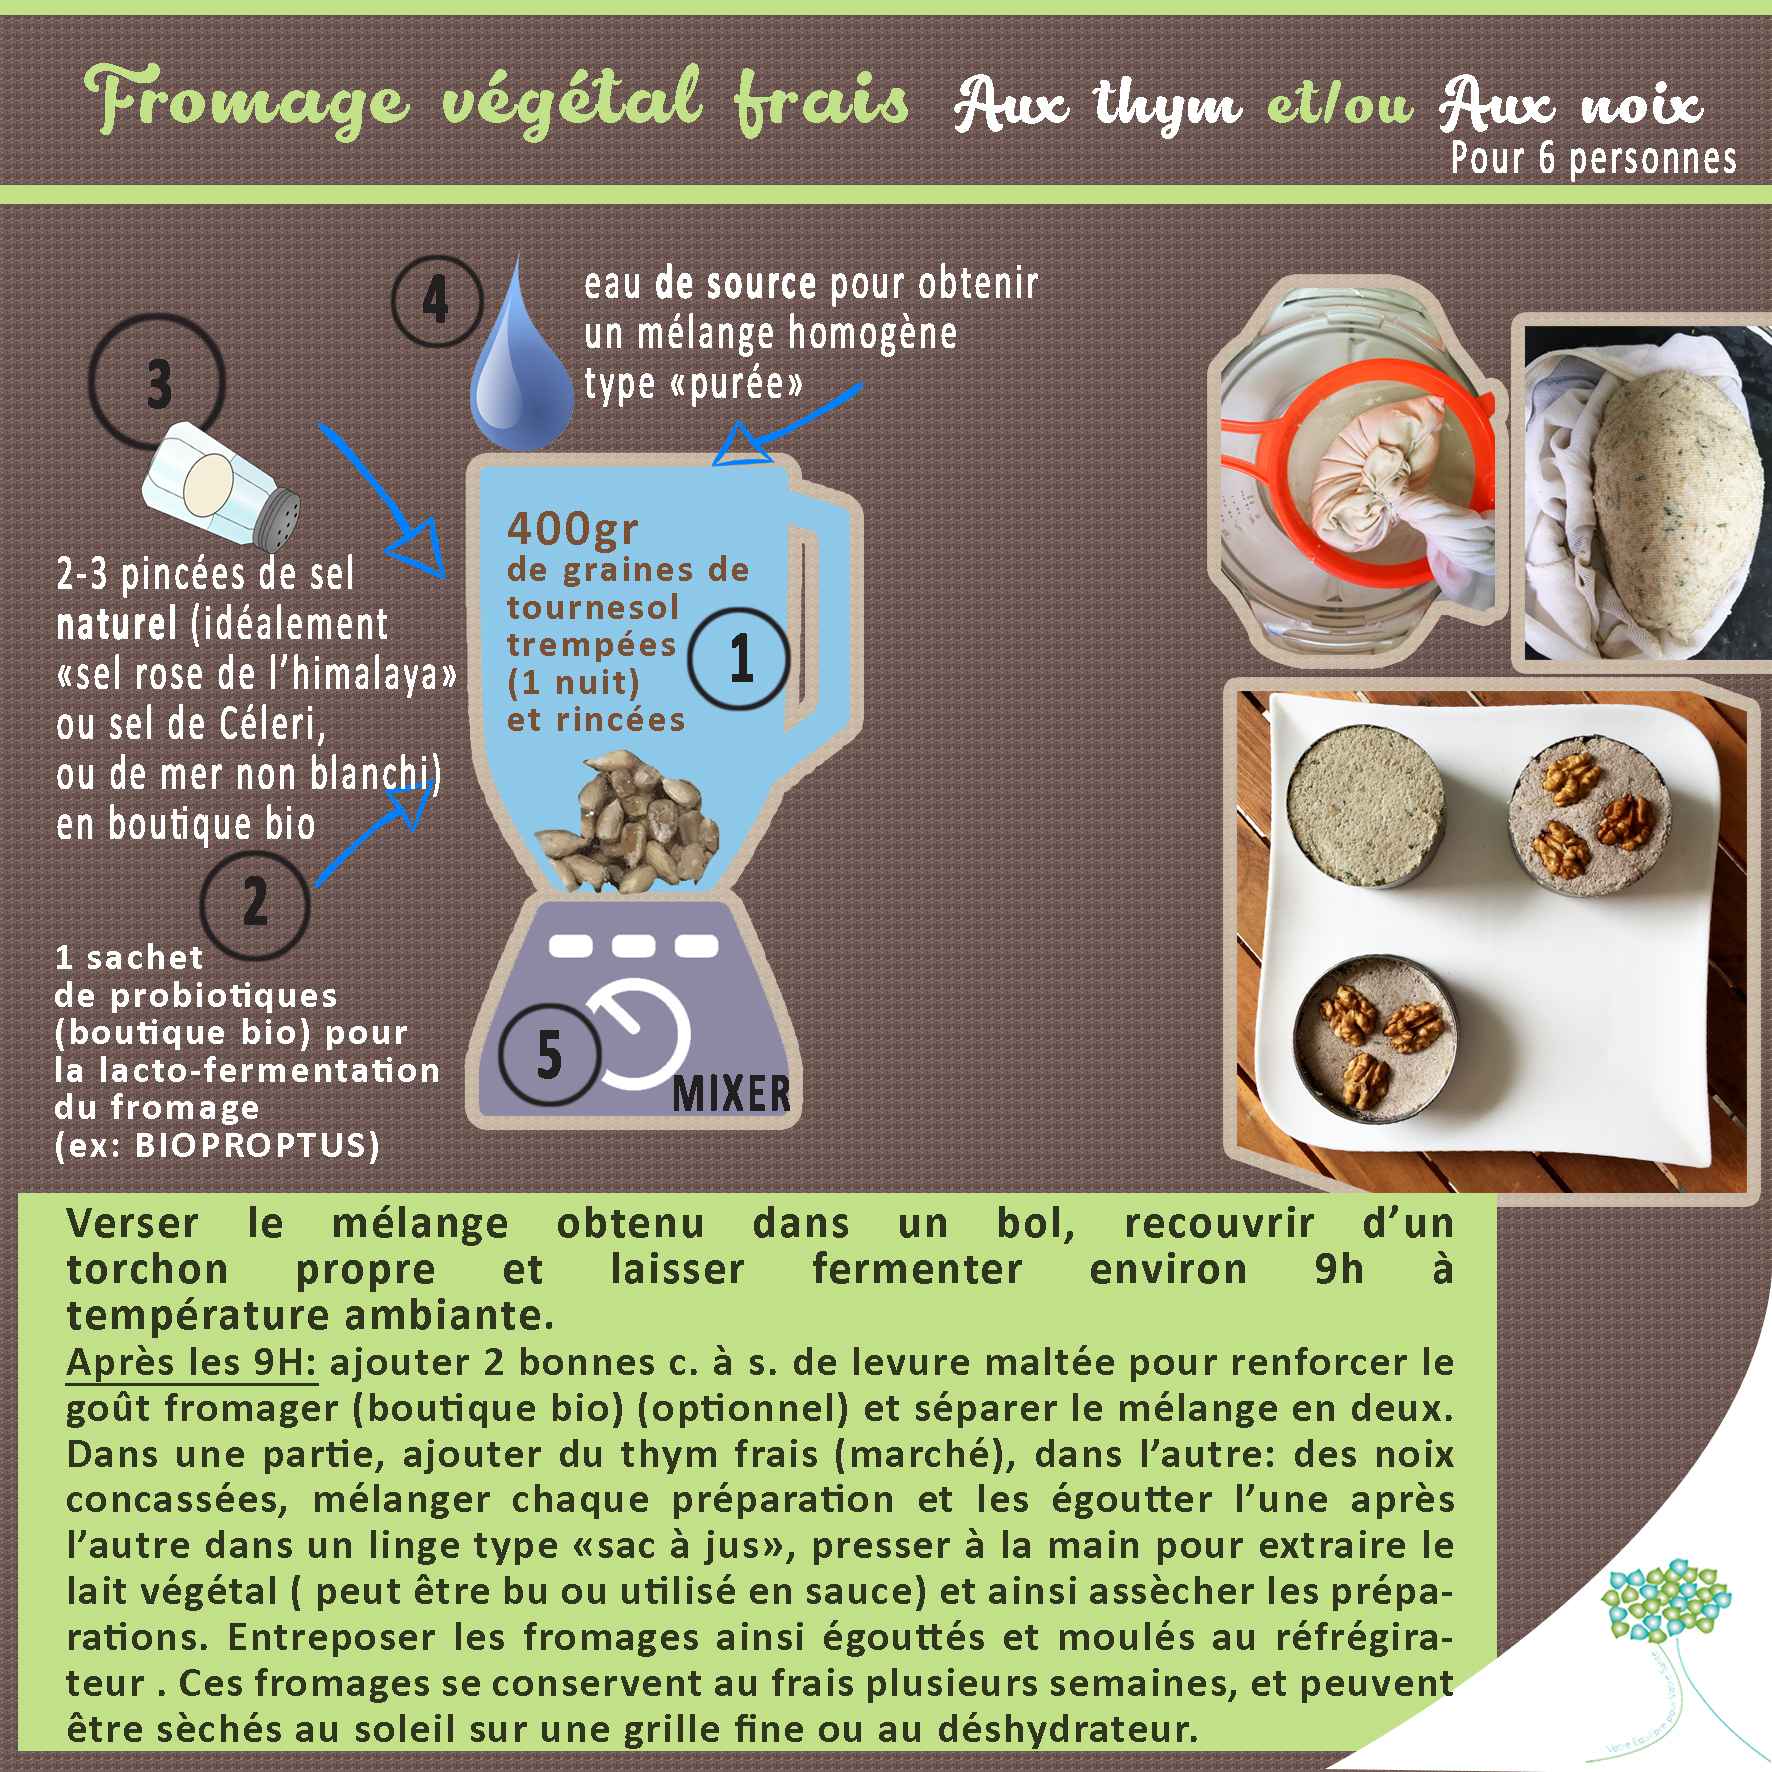 Fromage végétal frais Aux thym et/ou Aux noix
Pour 6 personnes
4
eau de source pour obtenir
un mélange homogène
type «purée»
3
2-3 pincées de sel
naturel (idéalement
«sel rose de l’himalaya»
ou sel de Céleri,
ou de mer non blanchi)
en boutique bio
400gr
de graines de
tournesol
trempées
(1 nuit)
et rincées
1
2
1 sachet
de probiotiques
(boutique bio) pour
la lacto-fermentation
du fromage
(ex: BIOPROPTUS)
5
MIXER
Verser le mélange obtenu dans un bol, recouvrir d’un
torchon propre et laisser fermenter environ 9h à
température ambiante.
Après les 9H: ajouter 2 bonnes c. à s. de levure maltée pour renforcer le
goût fromager (boutique bio) (optionnel) et séparer le mélange en deux.
Dans une partie, ajouter du thym frais (marché), dans l’autre: des noix
concassées, mélanger chaque préparation et les égoutter l’une après
l’autre dans un linge type «sac à jus», presser à la main pour extraire le
lait végétal ( peut être bu ou utilisé en sauce) et ainsi assècher les prépa-
rations. Entreposer les fromages ainsi égouttés et moulés au réfrégira-
teur . Ces fromages se conservent au frais plusieurs semaines, et peuvent
être sèchés au soleil sur une grille fine ou au déshydrateur.